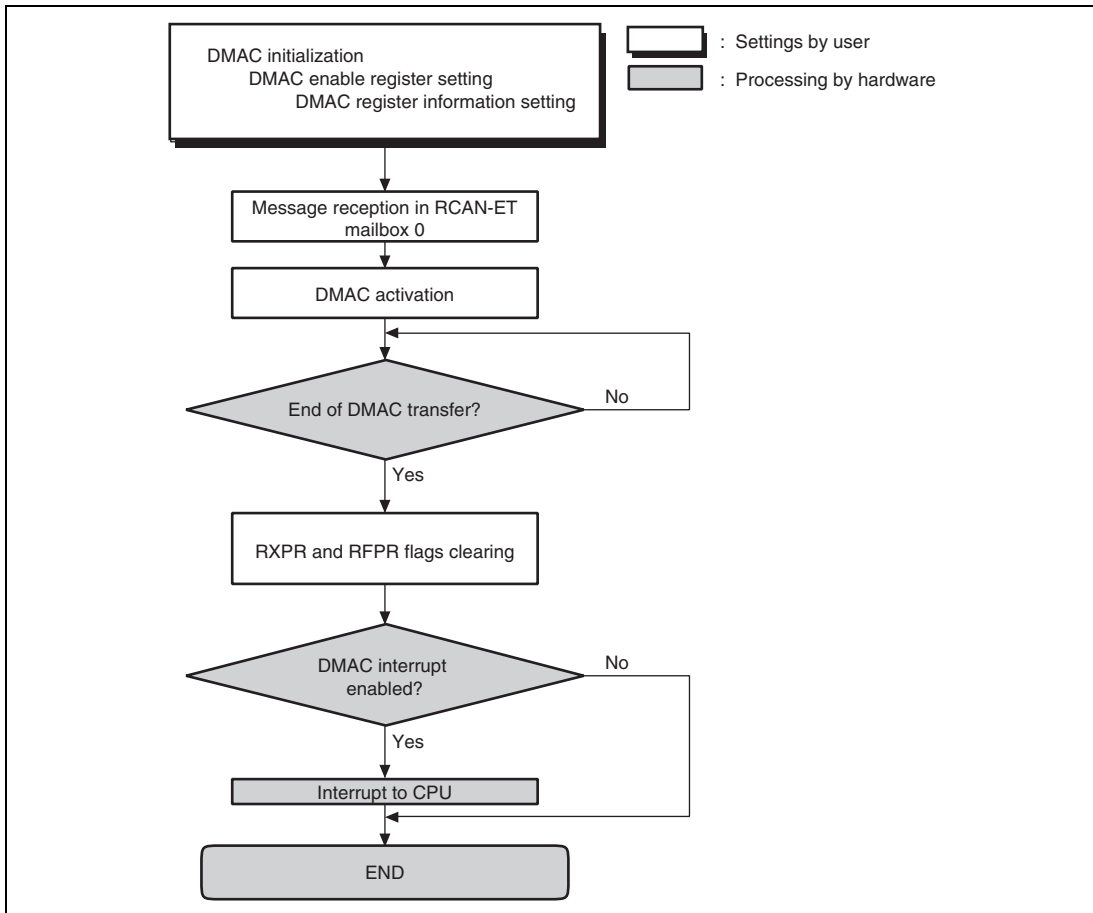 DMAC initialization
DMAC enable register setting
DMAC register information setting
: Settings by user
: Processing by hardware
Message reception in RCAN-ET
mailbox 0
DMAC activation
End of DMAC transfer?
No
Yes
RXPR and RFPR flags clearing
DMAC interrupt
enabled?
No
Yes
Interrupt to CPU
END